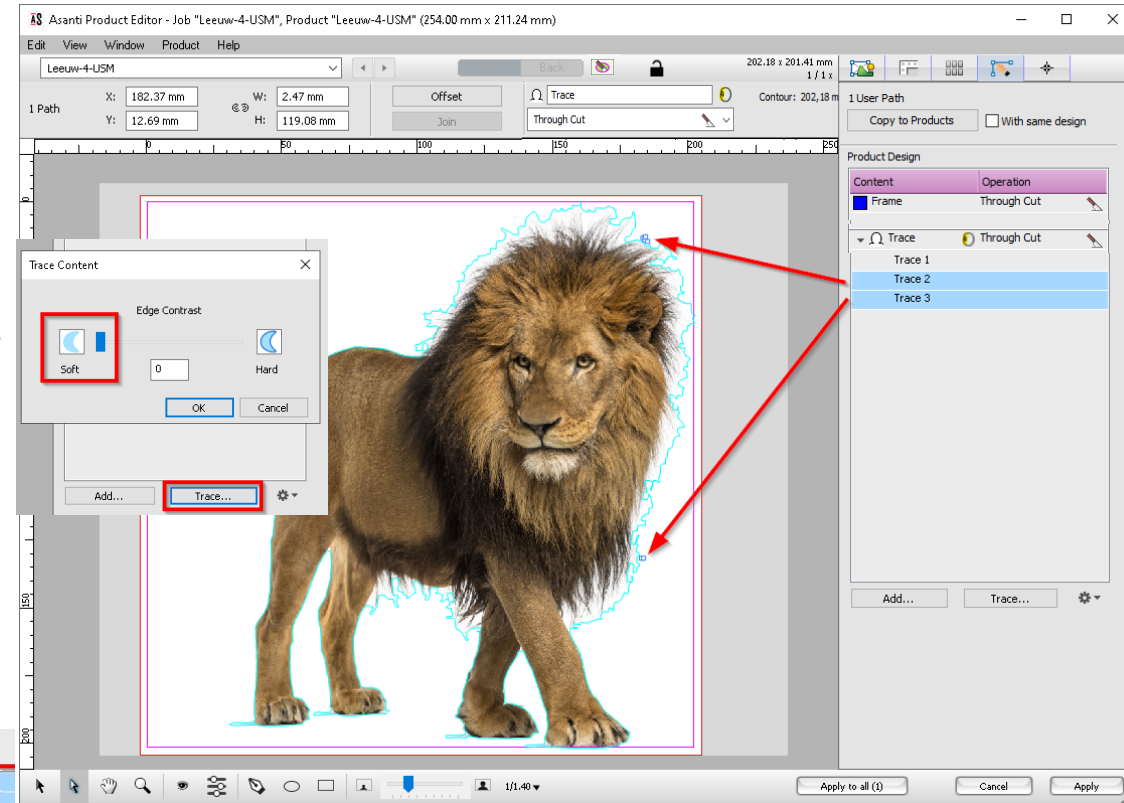 Asanti Product Editor - Job "Leeuw-4-USM", Product "Leeuw-4-USM" (254.00 mm x 211.24 mm)
Edit View Window Product Help
Leeuw-4-USM
Back
202.18 x 201.41 mm
1 / 1 x
1 Path
X: 182.37 mm
W: 2.47 mm
Y: 12.69 mm
H: 119.08 mm
Offset
Join
Trace
Through Cut
Contour: 202,18 m
1 User Path
Copy to Products
With same design
0 50 100 150 200 250
Product Design
Content Operation
Frame Through Cut
Trace Through Cut
Trace 1
Trace 2
Trace 3
Add... Trace...
0
150
200
Trace Content
Edge Contrast
Soft
0
Hard
OK Cancel
Add... Trace...
1/1.40
Apply to all (1) Cancel Apply